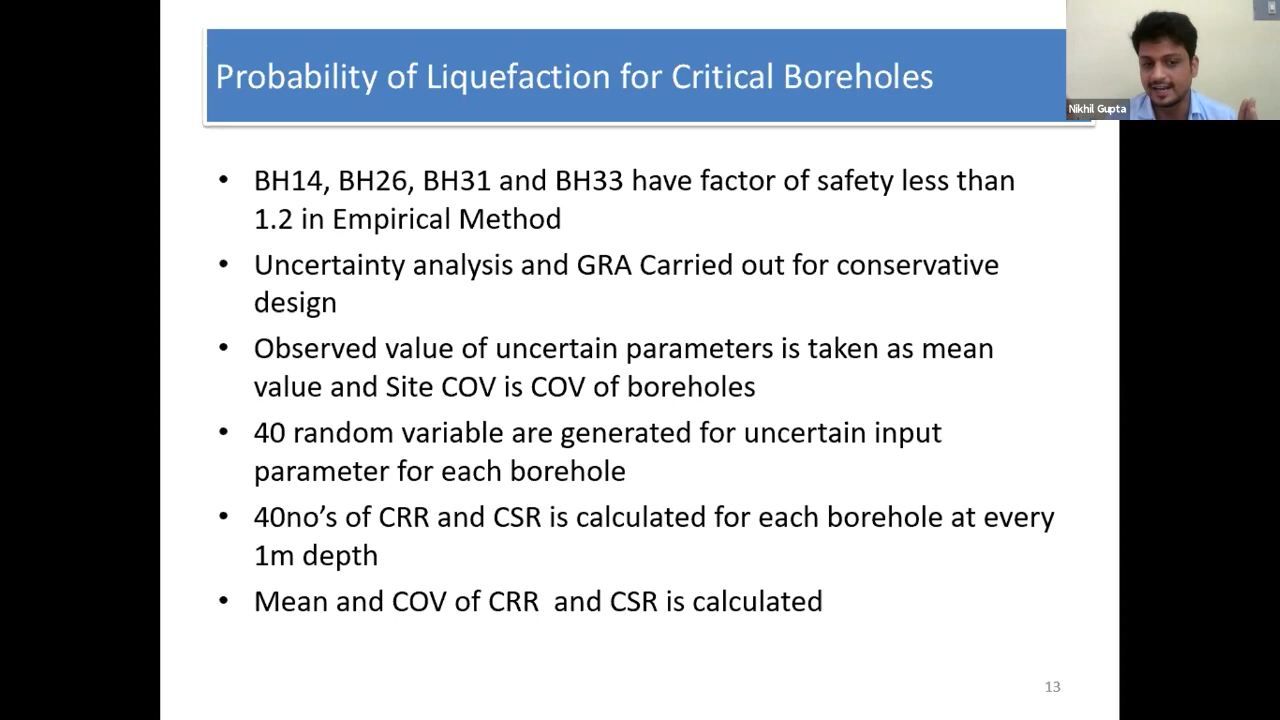 Probability of Liquefaction for Critical Boreholes
Nikhil Gupta
• BH14, BH26, BH31 and BH33 have factor of safety less than
1.2 in Empirical Method
• Uncertainty analysis and GRA Carried out for conservative
design
• Observed value of uncertain parameters is taken as mean
value and Site COV is COV of boreholes
• 40 random variable are generated for uncertain input
parameter for each borehole
• 40no’s of CRR and CSR is calculated for each borehole at every
1m depth
• Mean and COV of CRR  and CSR is calculated
13